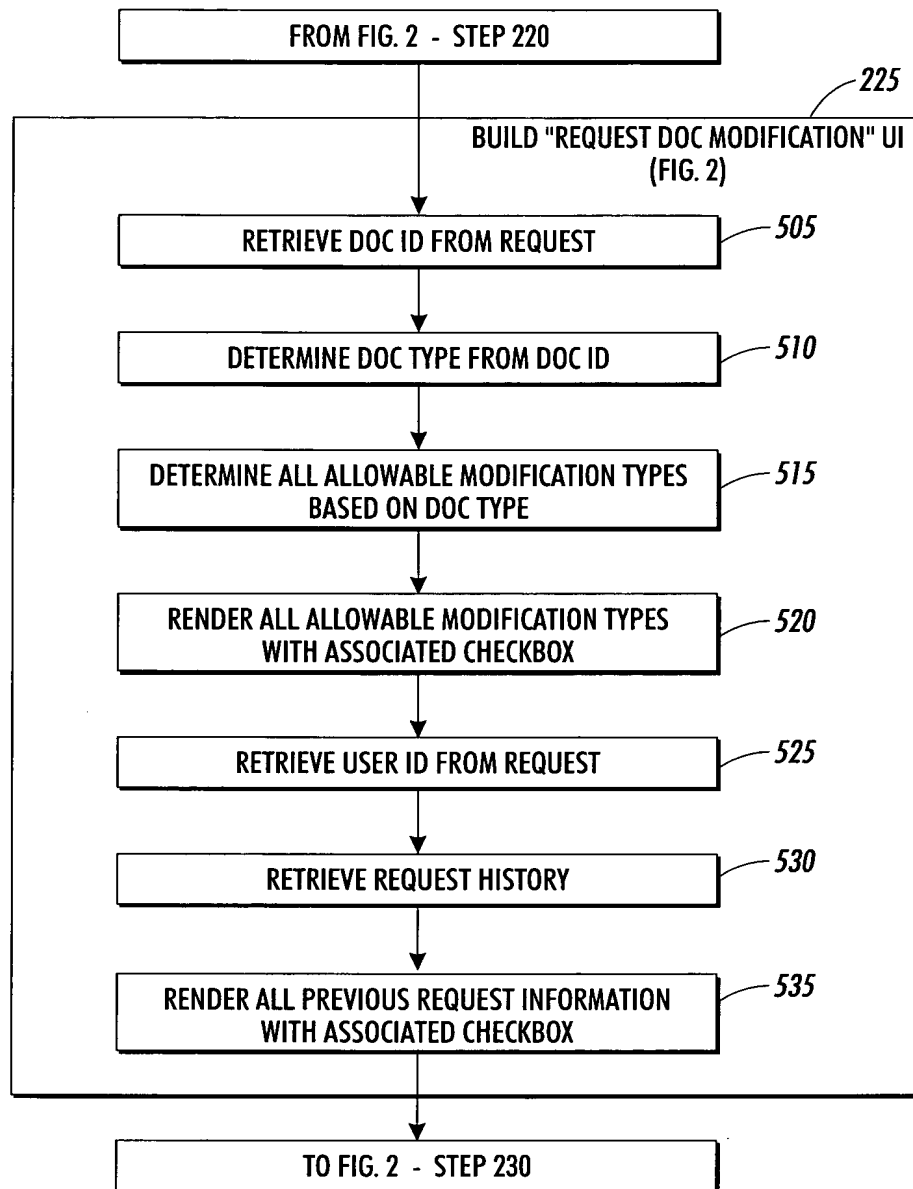 FROM FIG. 2 - STEP 220
225
BUILD "REQUEST DOC MODIFICATION" UI
(FIG. 2)
RETRIEVE DOC ID FROM REQUEST
505
DETERMINE DOC TYPE FROM DOC ID
510
DETERMINE ALL ALLOWABLE MODIFICATION TYPES
BASED ON DOC TYPE
515
RENDER ALL ALLOWABLE MODIFICATION TYPES
WITH ASSOCIATED CHECKBOX
520
RETRIEVE USER ID FROM REQUEST
525
RETRIEVE REQUEST HISTORY
530
RENDER ALL PREVIOUS REQUEST INFORMATION
WITH ASSOCIATED CHECKBOX
535
TO FIG. 2 - STEP 230